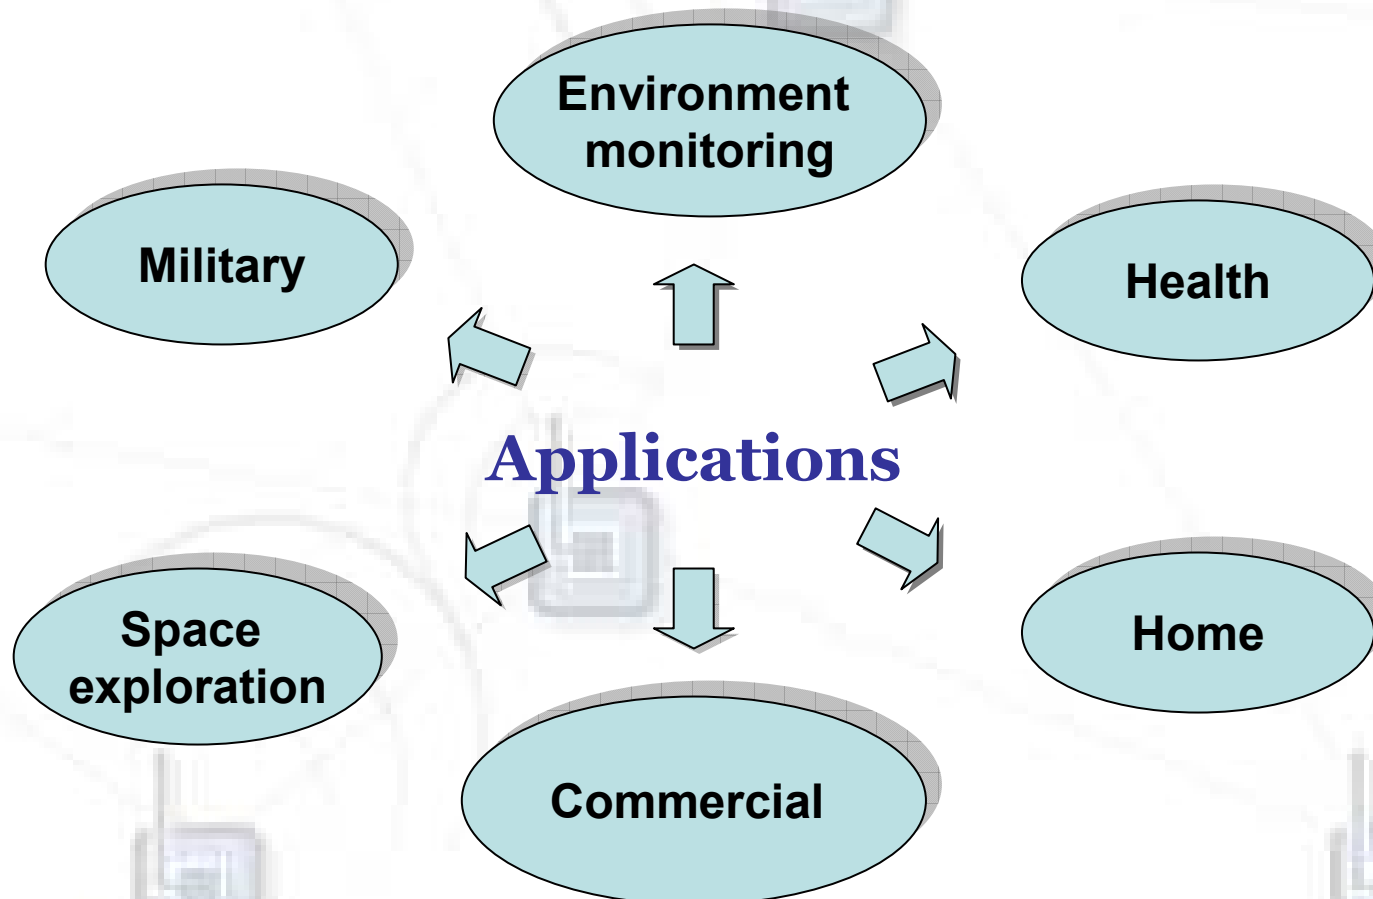 Environment
monitoring
Military
Health
Applications
Space
exploration
Home
Commercial